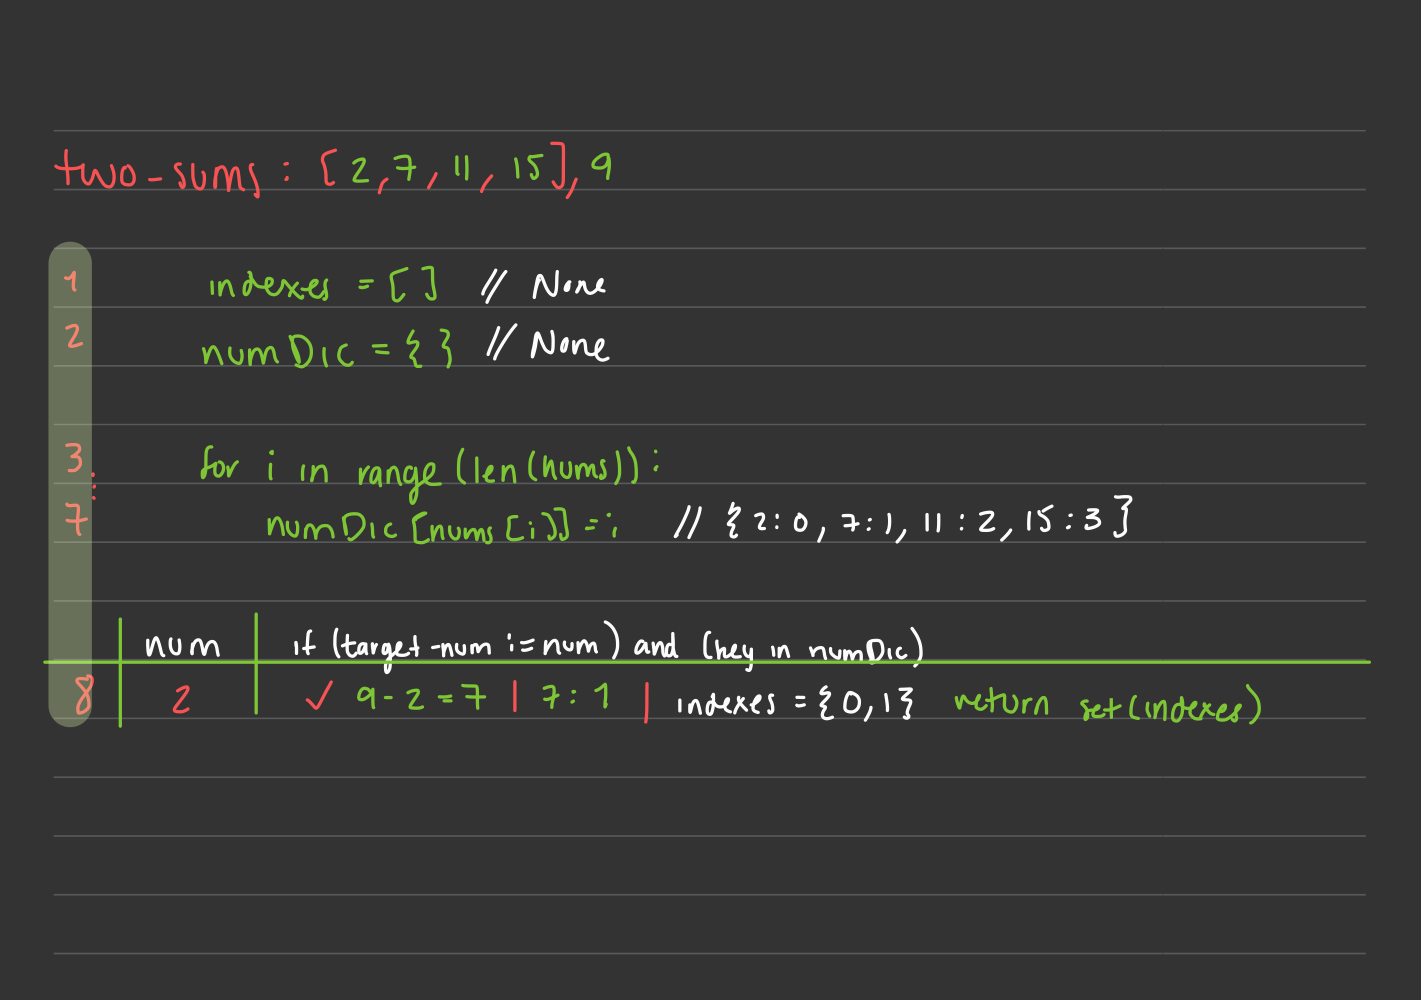 two-sums: [2,7,11,15],9
1 indexes = [] // None
2 numDic = {} // None
3 for i in range (len(nums)):
7 numDic[nums[i]] = i // {2:0, 7:1, 11:2, 15:3}
num if (target-num != num) and (key in numDic)
8 2 ✓ 9-2=7 | 7:1 | indexes = {0,1} return set(indexes)